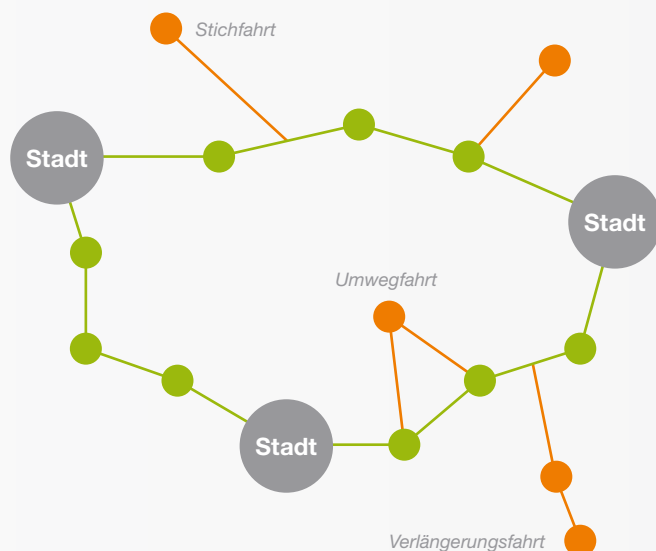 Stichfahrt
Stadt
Stadt
Umwegfahrt
Stadt
Verlängerungsfahrt